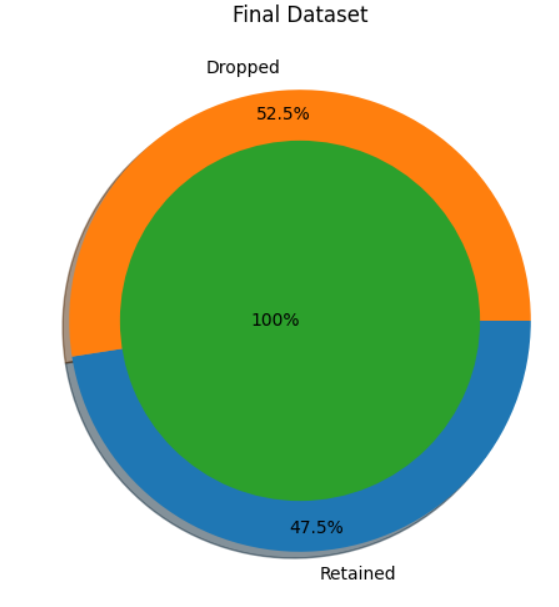 Final Dataset
Dropped
52.5%
100%
47.5%
Retained